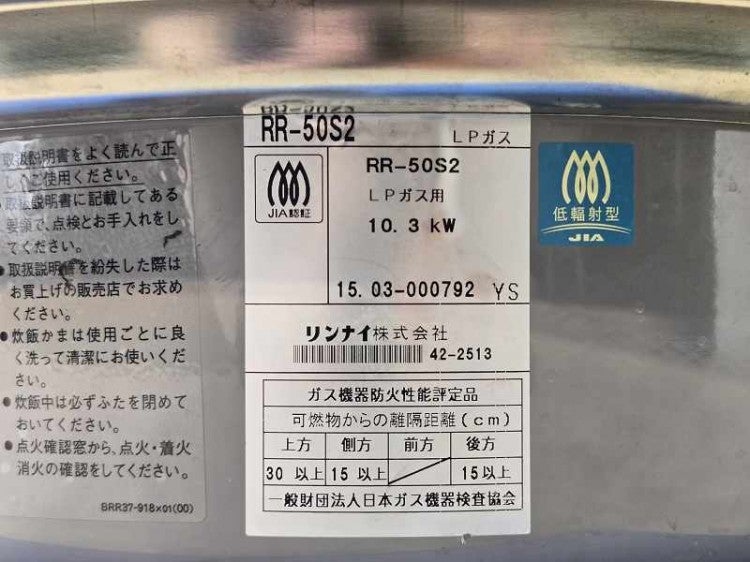 取扱説明書をよく読んで正
しくご使用ください。
取扱説明書に記載してある
要領で、点検とお手入れをし
てください。
●取扱説明書を紛失した際は
お買上げの販売店でお求め
ください。
●炊飯かまは使用ごとに良
く洗って清潔にお使いくだ
さい。
●炊飯中は必ずふたを閉めて
おいてください。
●点火確認窓から、点火・着火
消火の確認をしてください。
BRR37-918×01(00)
RR-50S2 LPガス
JIA認証
RR-50S2
LPガス用
10.3 kW
15.03-000792 YS
リンナイ株式会社
42-2513
ガス機器防火性能評定品
可燃物からの離隔距離(cm)
上方 側方 前方 後方
30以上 15以上 15以上
一般財団法人日本ガス機器検査協会
低輻射型
JIA